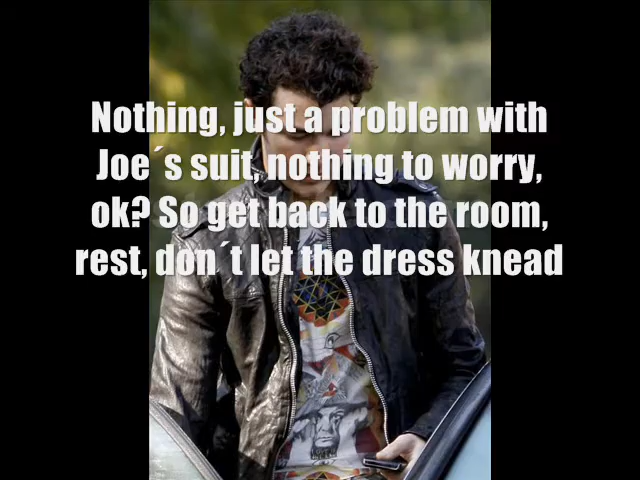 Nothing, just a problem with
Joe´s suit, nothing to worry,
ok? So get back to the room,
rest, don´t let the dress knead